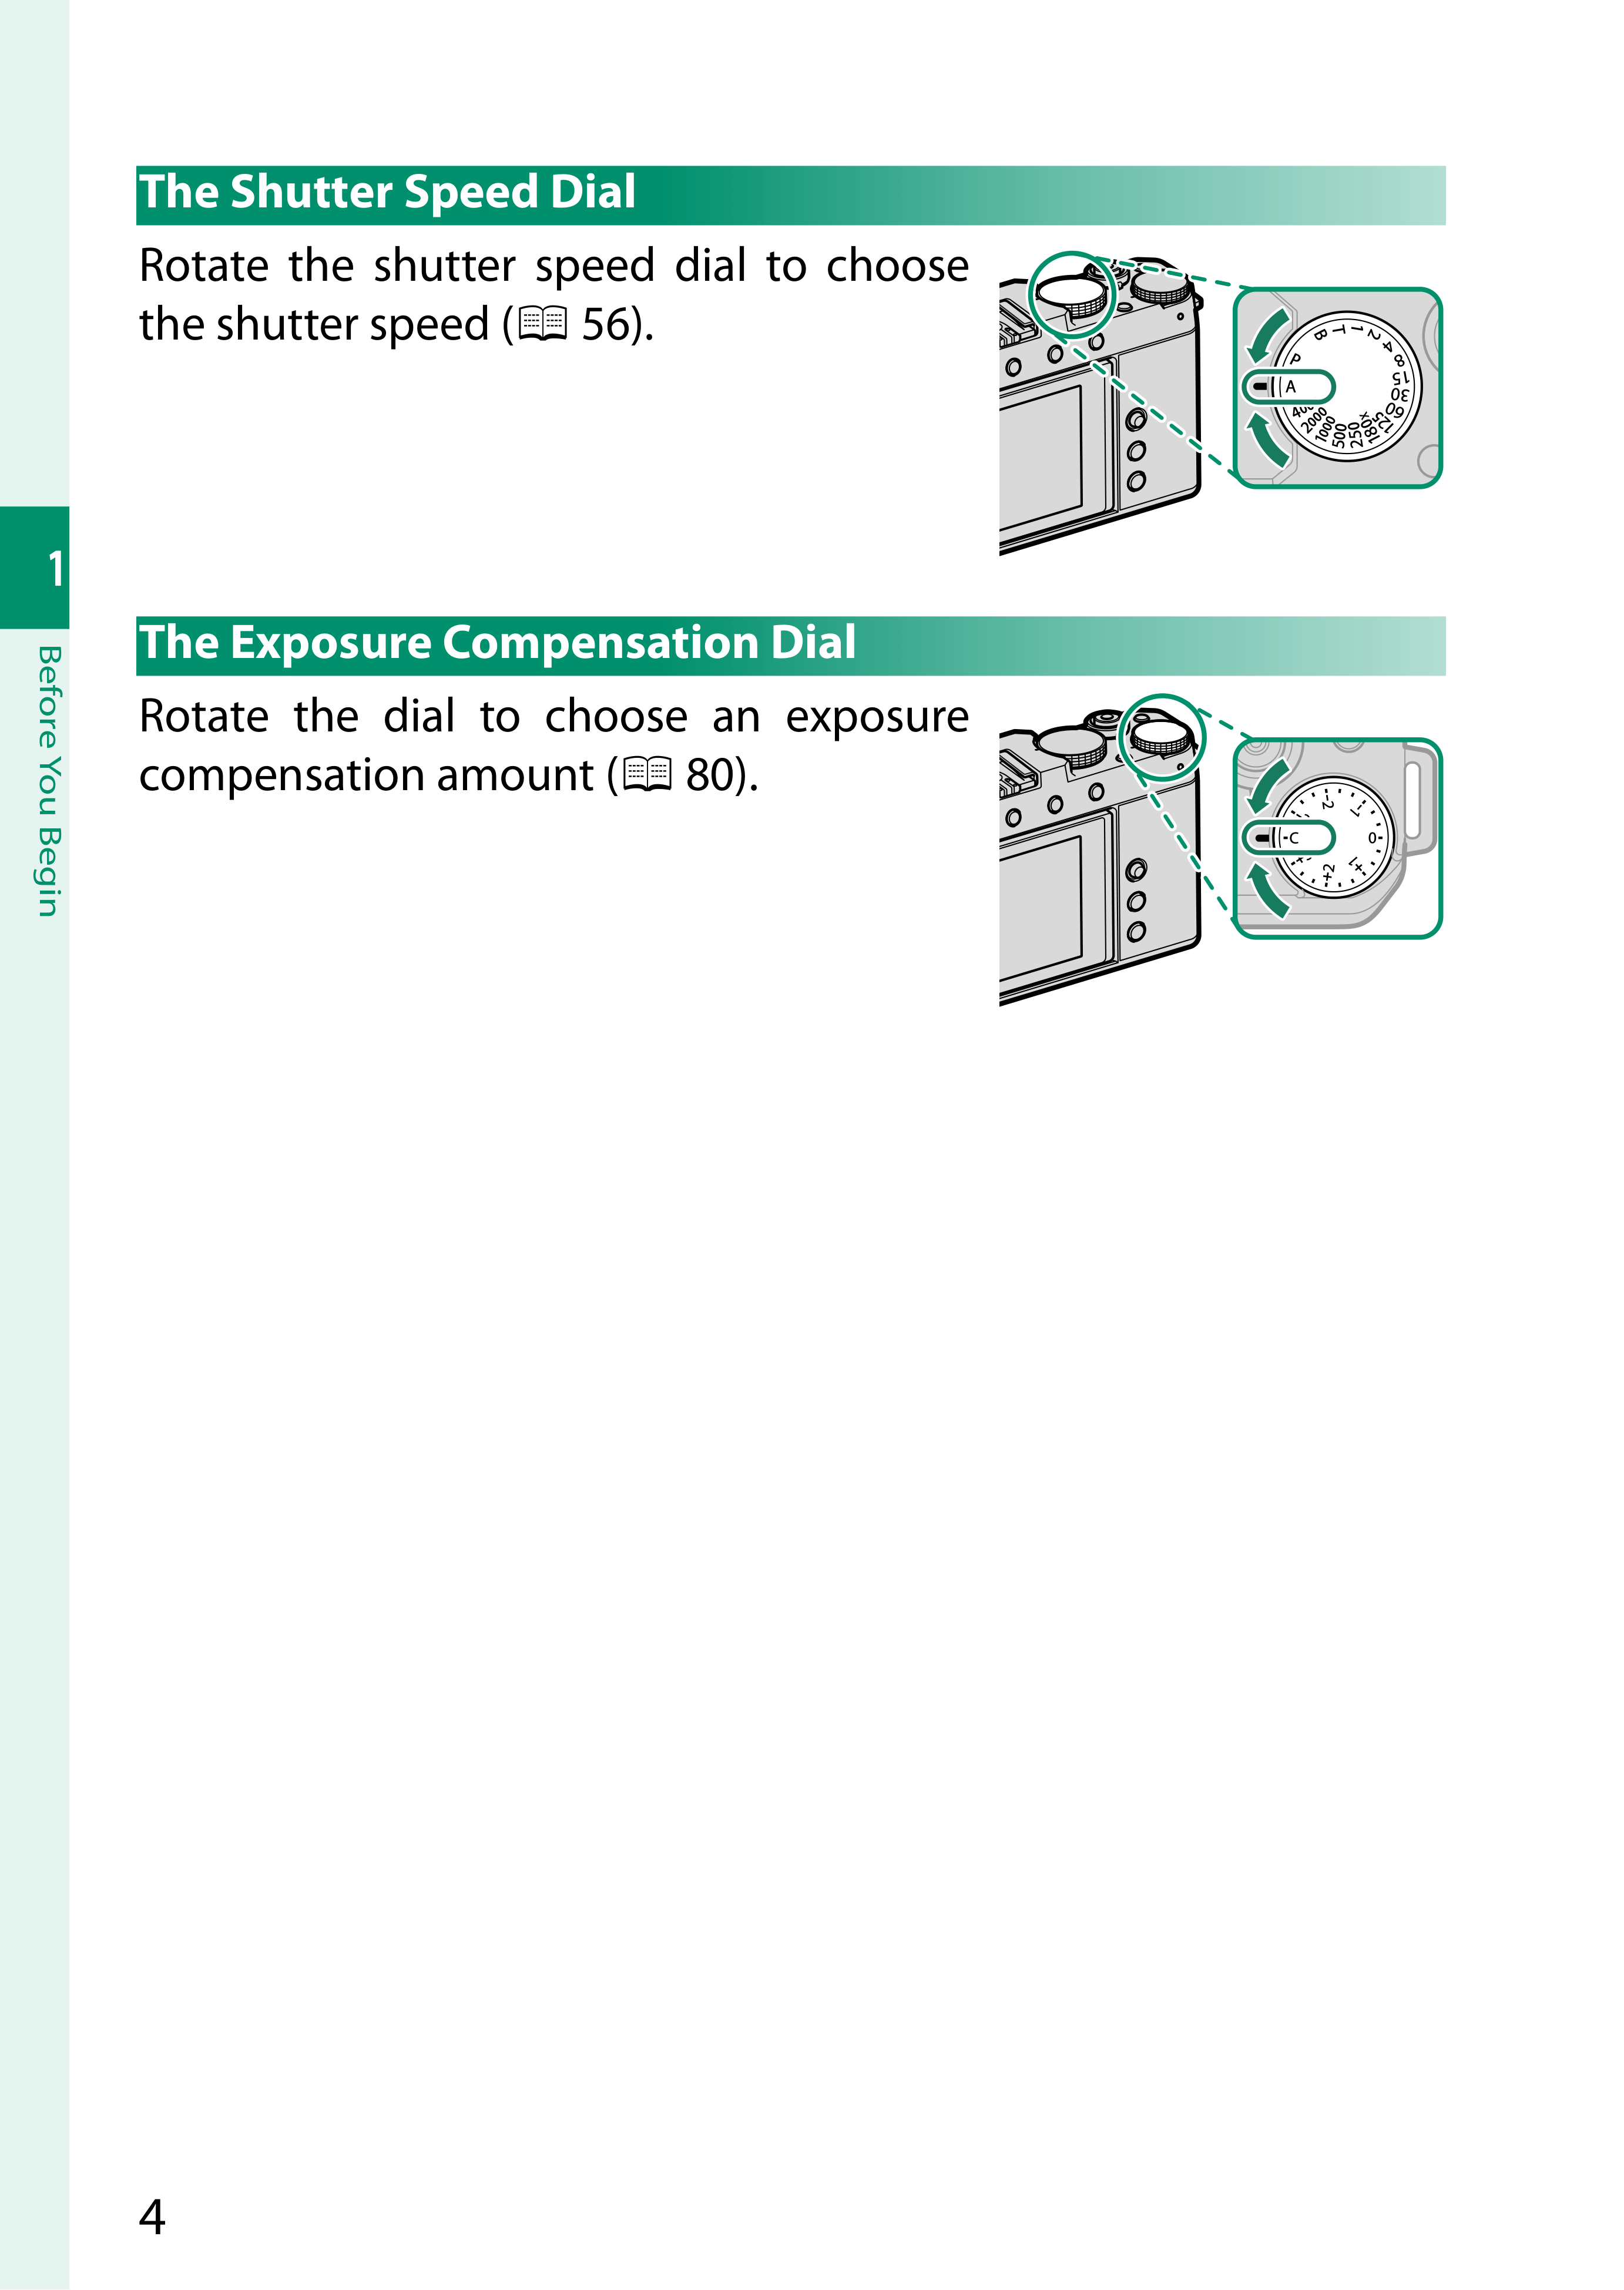 The Shutter Speed Dial
Rotate the shutter speed dial to choose
the shutter speed (56).
B T 1 2 4 8 15 30 60 125 180X 250 500 1000 2000
P
A
1
Before You Begin
The Exposure Compensation Dial
Rotate the dial to choose an exposure
compensation amount (80).
-2 -1 0 +1 +2
C
4